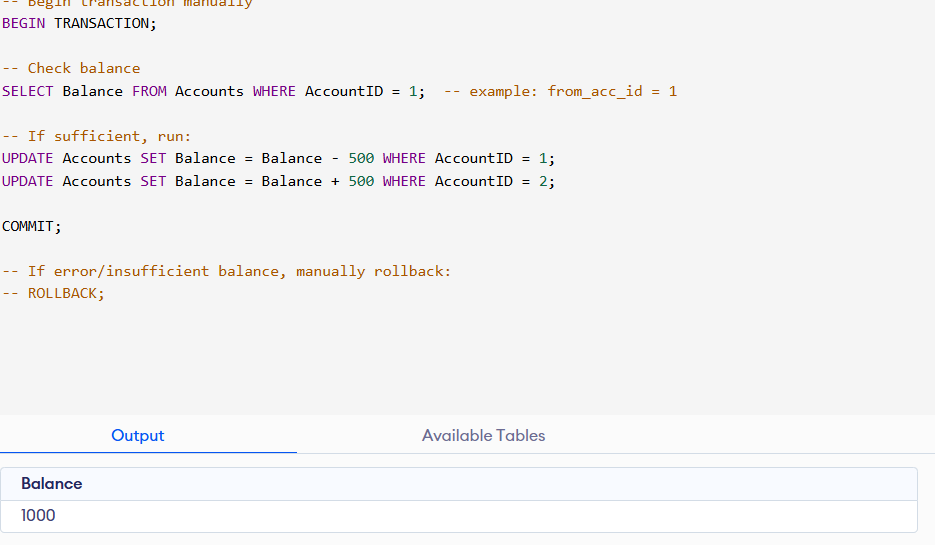 -- Begin transaction manually
BEGIN TRANSACTION;
-- Check balance
SELECT Balance FROM Accounts WHERE AccountID = 1;  -- example: from_acc_id = 1
-- If sufficient, run:
UPDATE Accounts SET Balance = Balance - 500 WHERE AccountID = 1;
UPDATE Accounts SET Balance = Balance + 500 WHERE AccountID = 2;
COMMIT;
-- If error/insufficient balance, manually rollback:
-- ROLLBACK;
Output Available Tables
Balance
1000